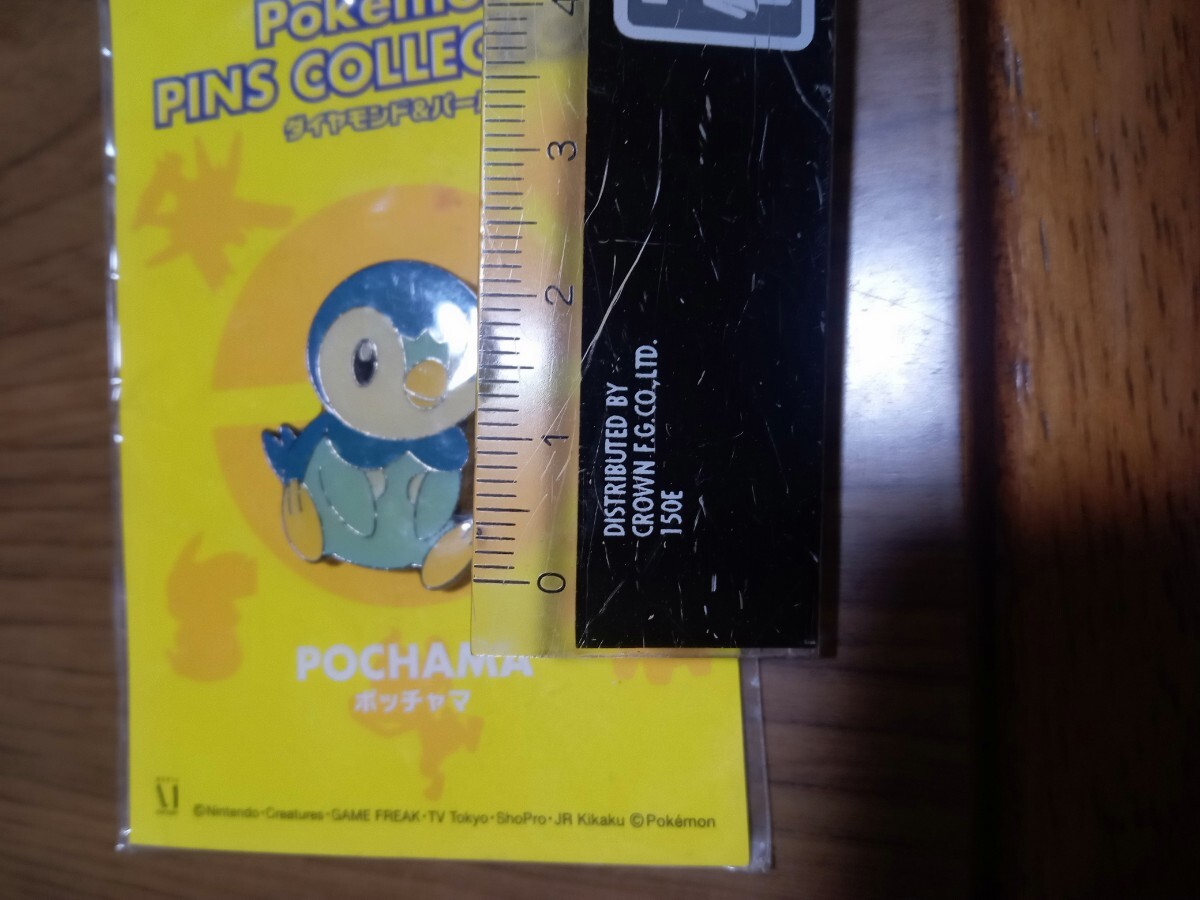 Pokémo
PINS COLLEC
ダイヤモンド&パー
POCHAMA
ポッチャマ
©Nintendo・Creatures・GAME FREAK・TV Tokyo・ShoPro・JR Kikaku ©Pokémon
4
3
2
1
0
DISTRIBUTED BY
CROWN F.G.CO.,LTD.
150E